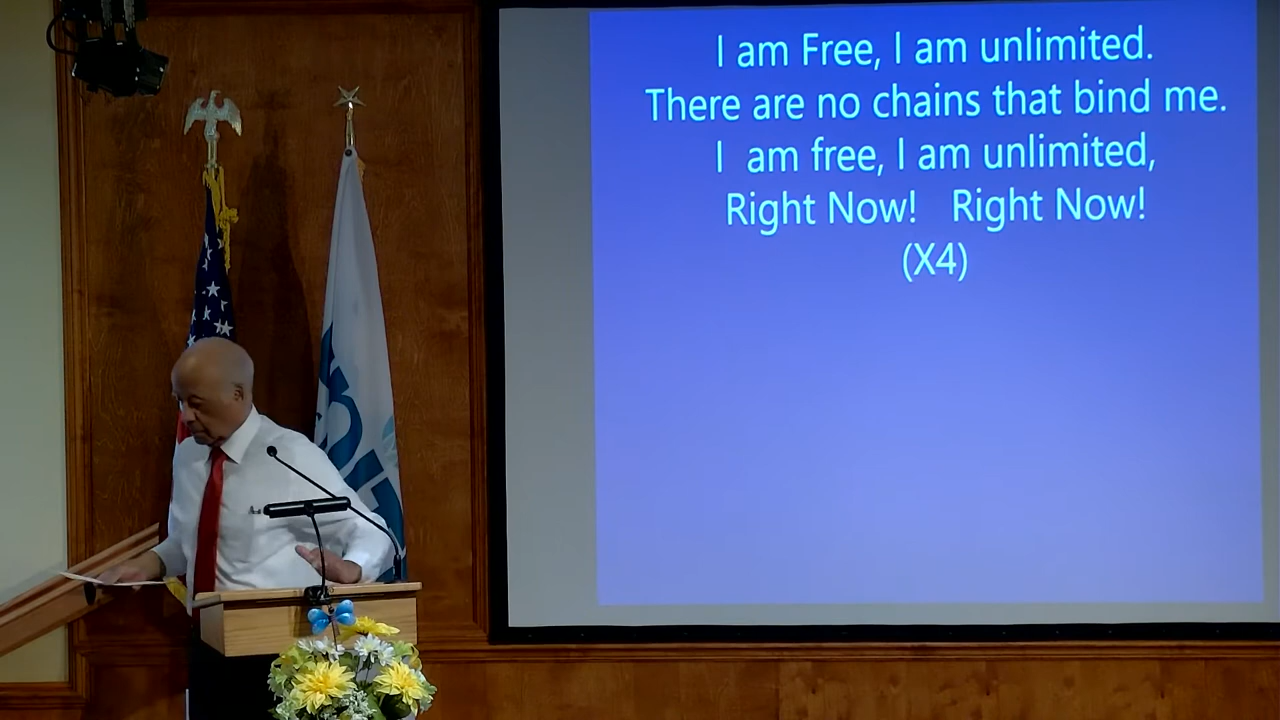 I am Free, I am unlimited.
There are no chains that bind me.
I am free, I am unlimited,
Right Now! Right Now!
(X4)